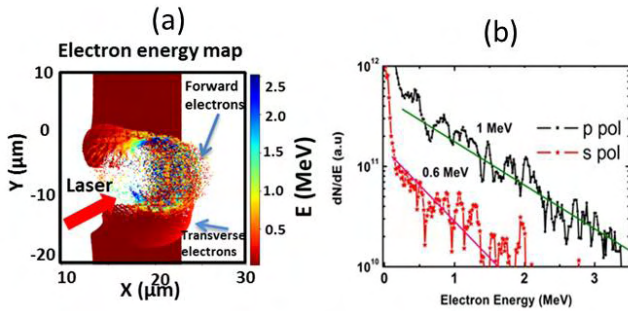 (a)
Electron energy map
Y (μm)
10
0
-10
-20
10
20
30
X (μm)
Laser
Forward
electrons
Transverse
electrons
2.5
2.0
1.5
1.0
0.5
E (MeV)
(b)
dN/dE (a.u)
10¹²
10¹¹
10¹⁰
1 MeV
0.6 MeV
p pol
s pol
0
1
2
3
Electron Energy (MeV)